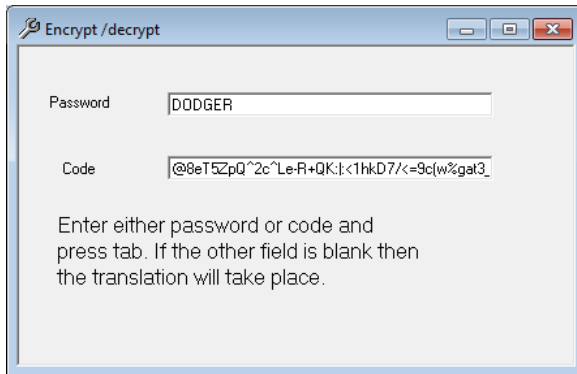 Encrypt /decrypt
Password
DODGER
Code
@8eT5ZpQ^2c^Le-R+QK:|:<1hkD7/<=9c(w%gat3_
Enter either password or code and
press tab. If the other field is blank then
the translation will take place.